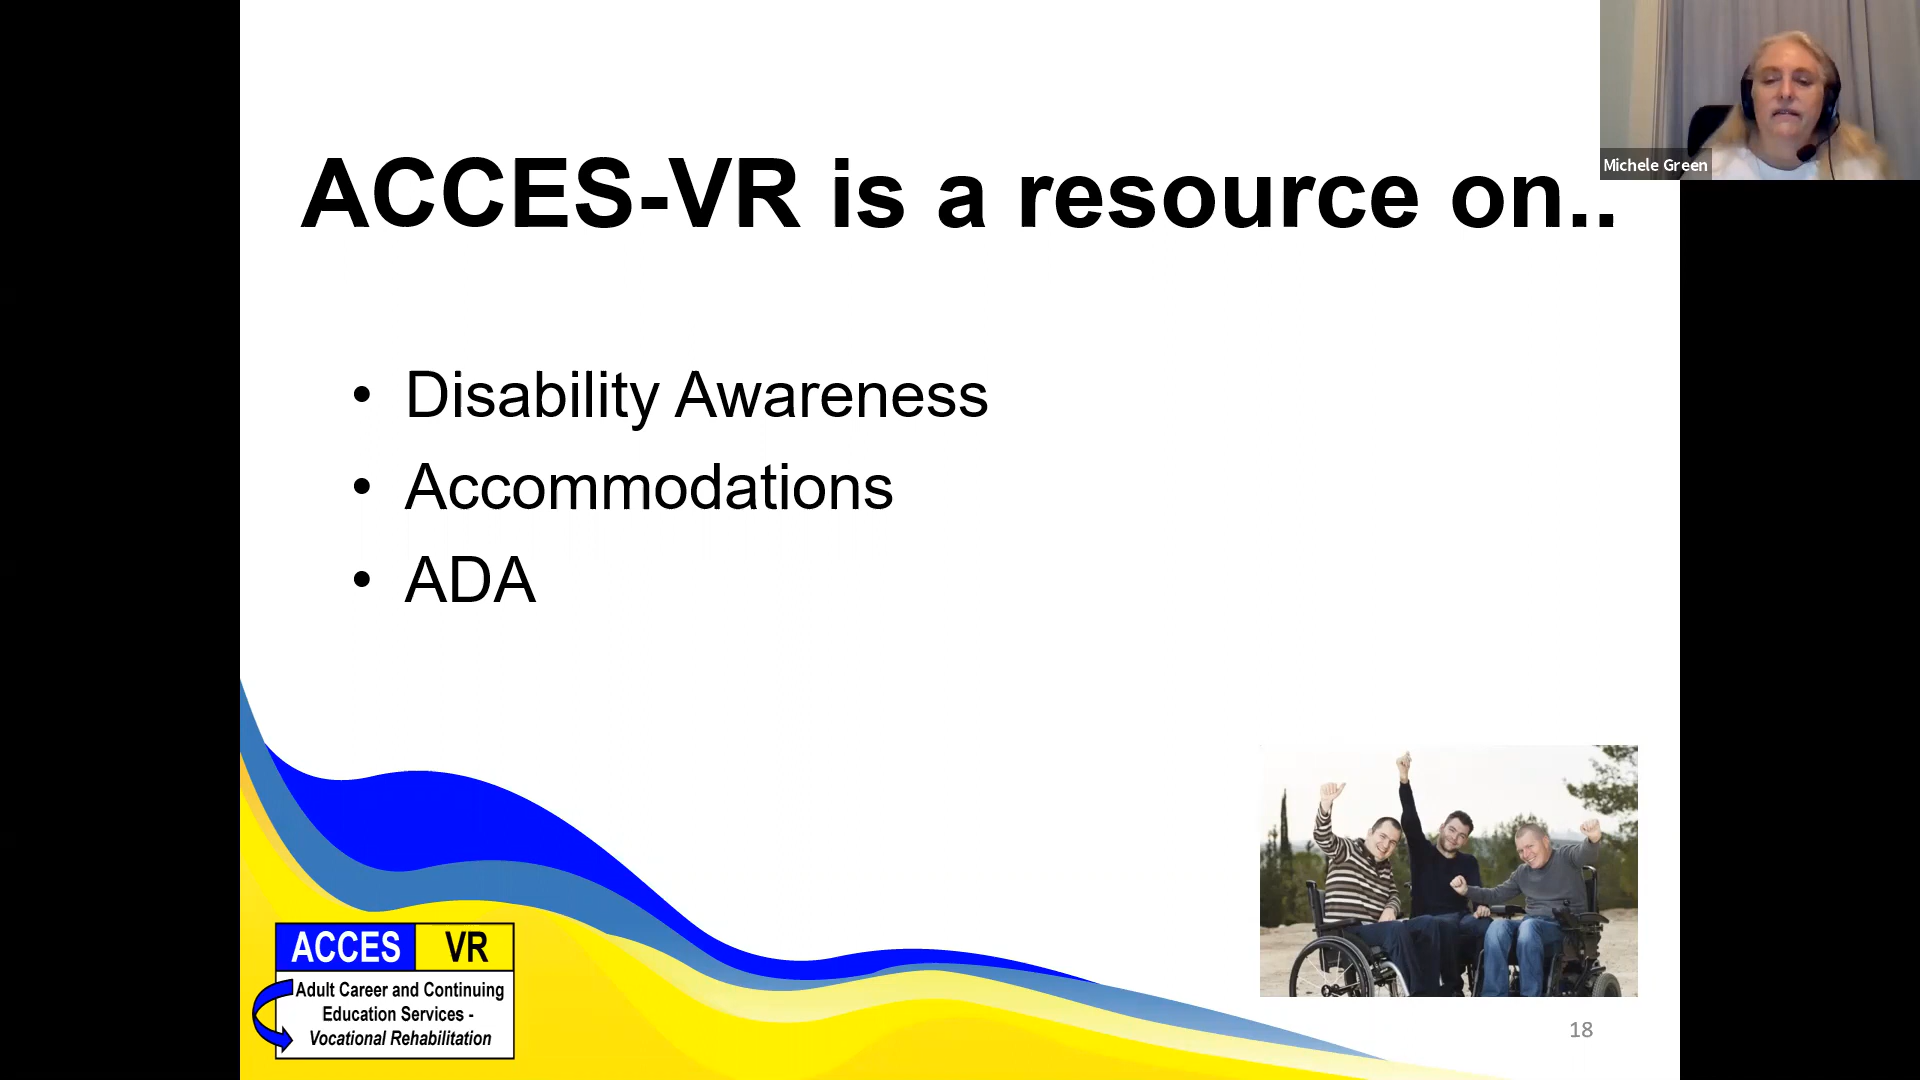 Michele Green
ACCES-VR is a resource on..
• Disability Awareness
• Accommodations
• ADA
ACCES VR
Adult Career and Continuing
Education Services -
Vocational Rehabilitation
18